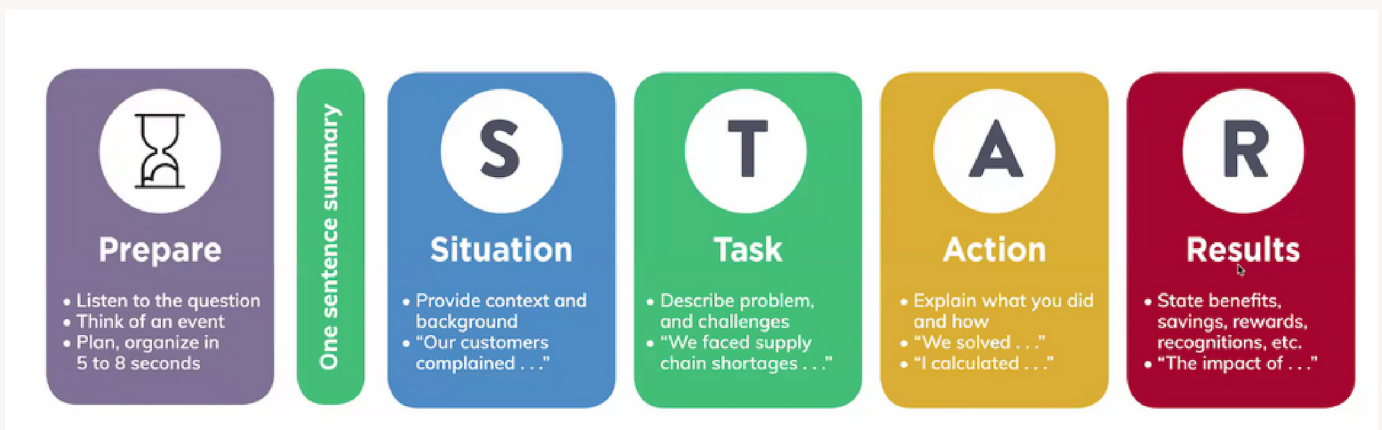 Prepare
• Listen to the question
• Think of an event
• Plan, organize in
5 to 8 seconds
One sentence summary
S
Situation
• Provide context and
background
• “Our customers
complained . . .”
T
Task
• Describe problem,
and challenges
• “We faced supply
chain shortages . . .”
A
Action
• Explain what you did
and how
• “We solved . . .”
• “I calculated . . .”
R
Results
• State benefits,
savings, rewards,
recognitions, etc.
• “The impact of . . .”